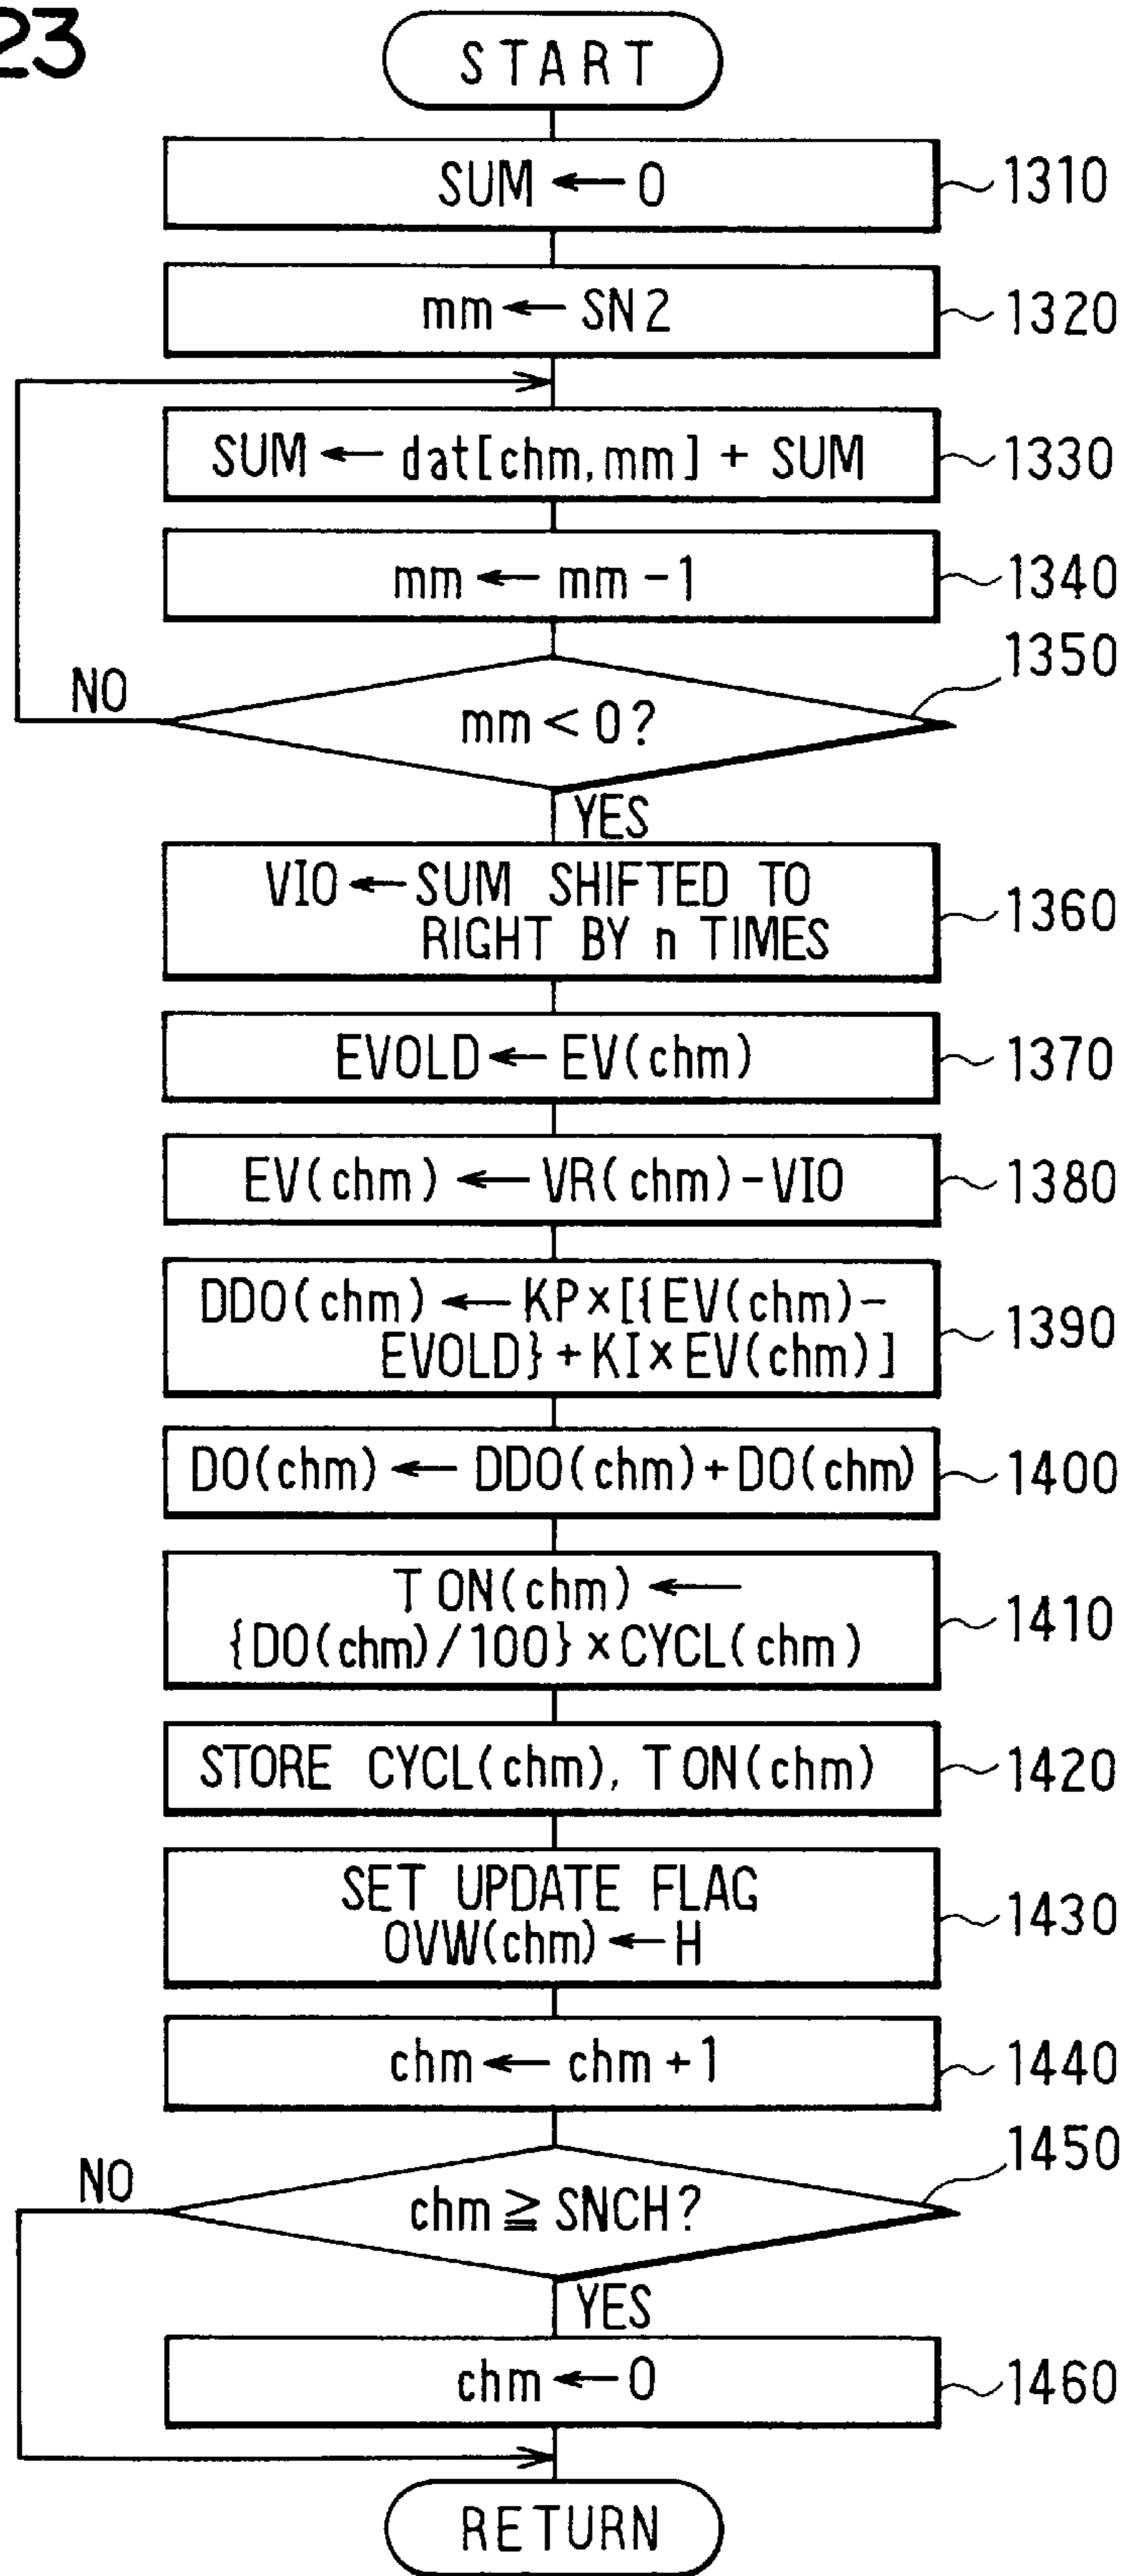 23
START
SUM ← 0
1310
mm ← SN2
1320
SUM ← dat[chm,mm] + SUM
1330
mm ← mm - 1
1340
1350
NO
mm < 0?
YES
VIO ← SUM SHIFTED TO
RIGHT BY n TIMES
1360
EVOLD ← EV(chm)
1370
EV(chm) ← VR(chm) - VIO
1380
DDO(chm) ← KP×[{EV(chm)-
EVOLD} + KI×EV(chm)]
1390
DO(chm) ← DDO(chm)+DO(chm)
1400
TON(chm) ←
{DO(chm)/100}×CYCL(chm)
1410
STORE CYCL(chm), TON(chm)
1420
SET UPDATE FLAG
OVW(chm) ← H
1430
chm ← chm + 1
1440
1450
NO
chm ≧ SNCH?
YES
chm ← 0
1460
RETURN